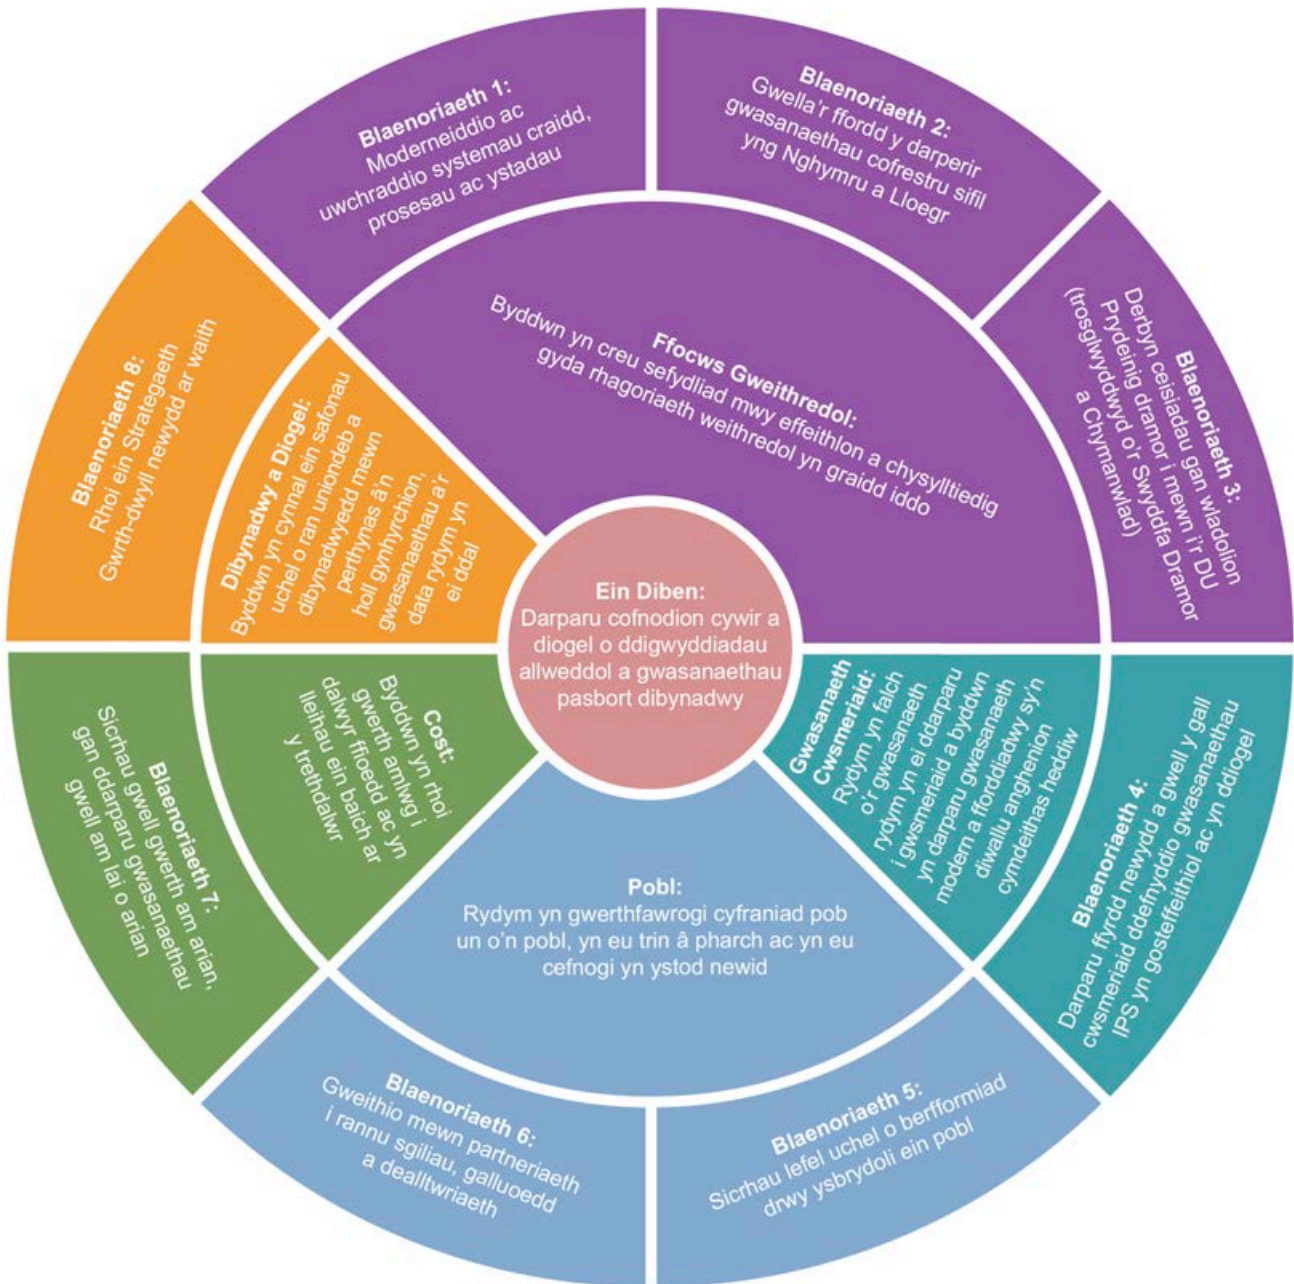 Blaenoriaeth 1:
Moderneiddio ac
uwchraddio systemau craidd,
prosesau ac ystadau
Blaenoriaeth 2:
Gwella'r ffordd y darperir
gwasanaethau cofrestru sifil
yng Nghymru a Lloegr
Blaenoriaeth 3:
Derbyn ceisiadau gan wladolion
Prydeinig dramor i mewn i'r DU
(trosglwyddwyd o'r Swyddfa Dramor
a Chymanwlad)
Blaenoriaeth 4:
Darparu ffyrdd newydd a gwell y gall
cwsmeriaid ddefnyddio gwasanaethau
IPS yn gosteffeithiol ac yn ddiogel
Blaenoriaeth 5:
Sicrhau lefel uchel o berfformiad
drwy ysbrydoli ein pobl
Blaenoriaeth 6:
Gweithio mewn partneriaeth
i rannu sgiliau, galluoedd
a dealltwriaeth
Blaenoriaeth 7:
Sicrhau gwell gwerth am arian,
gan ddarparu gwasanaethau
gwell am lai o arian
Blaenoriaeth 8:
Rhoi ein Strategaeth
Gwrth-dwyll newydd ar waith
Ffocws Gweithredol:
Byddwn yn creu sefydliad mwy effeithlon a chysylltiedig
gyda rhagoriaeth weithredol yn graidd iddo
Gwasanaeth
Cwsmeriaid:
Rydym yn falch
o'r gwasanaeth
rydym yn ei ddarparu
i gwsmeriaid a byddwn
yn darparu gwasanaeth
modern a fforddiadwy sy'n
diwallu anghenion
cymdeithas heddiw
Pobl:
Rydym yn gwerthfawrogi cyfraniad pob
un o'n pobl, yn eu trin â pharch ac yn eu
cefnogi yn ystod newid
Cost:
Byddwn yn rhoi
gwerth amlwg i
dalwyr ffioedd ac yn
lleihau ein baich ar
y trethdalwr
Dibynadwy a Diogel:
Byddwn yn cymal ein safonau
uchel o ran uniondeb a
dibynadwyedd mewn
perthynas â'n
holl gynhyrchion,
gwasanaethau a'r
data rydym yn
ei ddal
Ein Diben:
Darparu cofnodion cywir a
diogel o ddigwyddiadau
allweddol a gwasanaethau
pasbort dibynadwy